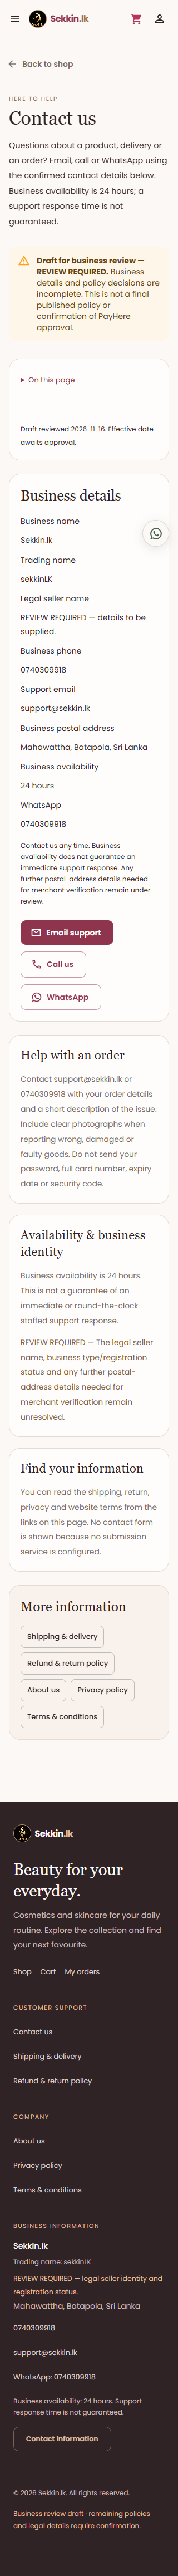 Sekkin.lk
Back to shop
HERE TO HELP
Contact us
Questions about a product, delivery or
an order? Email, call or WhatsApp using
the confirmed contact details below.
Business availability is 24 hours; a
support response time is not
guaranteed.
Draft for business review —
REVIEW REQUIRED. Business
details and policy decisions are
incomplete. This is not a final
published policy or
confirmation of PayHere
approval.
On this page
Draft reviewed 2026-11-16. Effective date
awaits approval.
Business details
Business name
Sekkin.lk
Trading name
sekkinLK
Legal seller name
REVIEW REQUIRED — details to be
supplied.
Business phone
0740309918
Support email
support@sekkin.lk
Business postal address
Mahawattha, Batapola, Sri Lanka
Business availability
24 hours
WhatsApp
0740309918
Contact us any time. Business
availability does not guarantee an
immediate support response. Any
further postal-address details needed
for merchant verification remain under
review.
Email support
Call us
WhatsApp
Help with an order
Contact support@sekkin.lk or
0740309918 with your order details
and a short description of the issue.
Include clear photographs when
reporting wrong, damaged or
faulty goods. Do not send your
password, full card number, expiry
date or security code.
Availability & business
identity
Business availability is 24 hours.
This is not a guarantee of an
immediate or round-the-clock
staffed support response.
REVIEW REQUIRED — The legal seller
name, business type/registration
status and any further postal-
address details needed for
merchant verification remain
unresolved.
Find your information
You can read the shipping, return,
privacy and website terms from the
links on this page. No contact form
is shown because no submission
service is configured.
More information
Shipping & delivery
Refund & return policy
About us
Privacy policy
Terms & conditions
Sekkin.lk
Beauty for your
everyday.
Cosmetics and skincare for your daily
routine. Explore the collection and find
your next favourite.
Shop Cart My orders
CUSTOMER SUPPORT
Contact us
Shipping & delivery
Refund & return policy
COMPANY
About us
Privacy policy
Terms & conditions
BUSINESS INFORMATION
Sekkin.lk
Trading name: sekkinLK
REVIEW REQUIRED — legal seller identity and
registration status.
Mahawattha, Batapola, Sri Lanka
0740309918
support@sekkin.lk
WhatsApp: 0740309918
Business availability: 24 hours. Support
response time is not guaranteed.
Contact information
© 2026 Sekkin.lk. All rights reserved.
Business review draft · remaining policies
and legal details require confirmation.